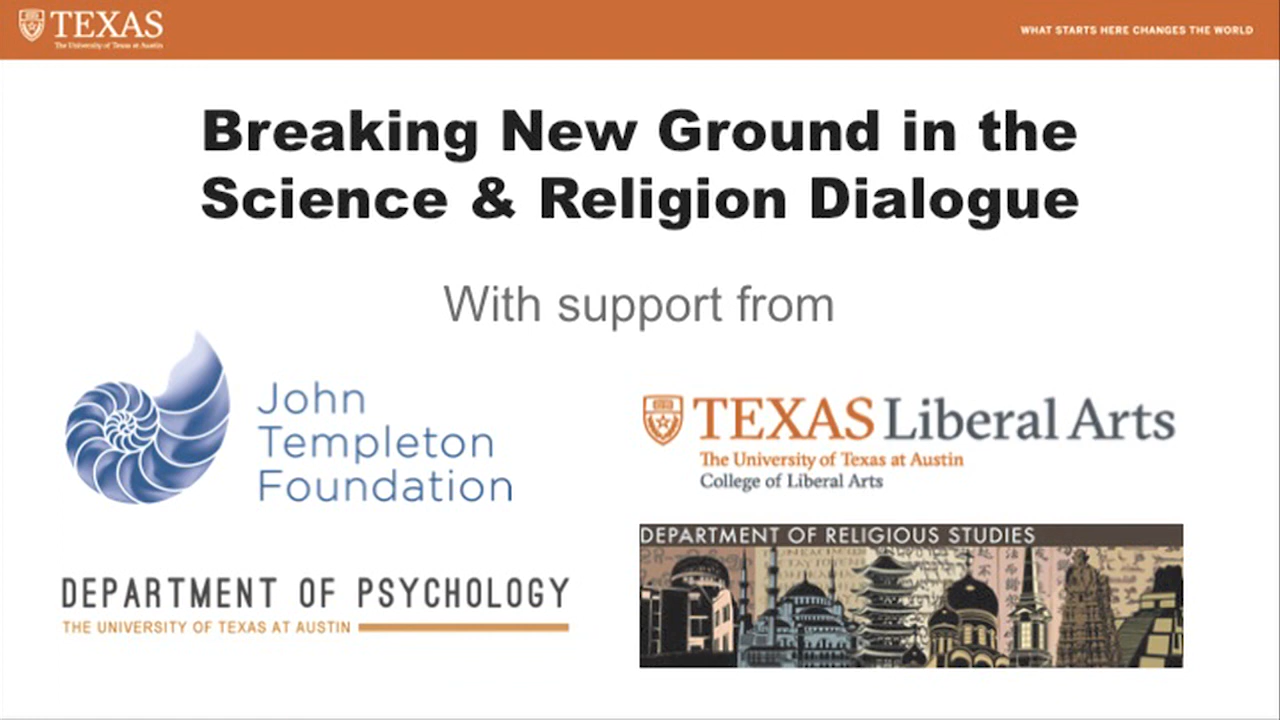 TEXAS
The University of Texas at Austin
WHAT STARTS HERE CHANGES THE WORLD
Breaking New Ground in the
Science & Religion Dialogue
With support from
John
Templeton
Foundation
TEXAS Liberal Arts
The University of Texas at Austin
College of Liberal Arts
DEPARTMENT OF PSYCHOLOGY
THE UNIVERSITY OF TEXAS AT AUSTIN
DEPARTMENT OF RELIGIOUS STUDIES